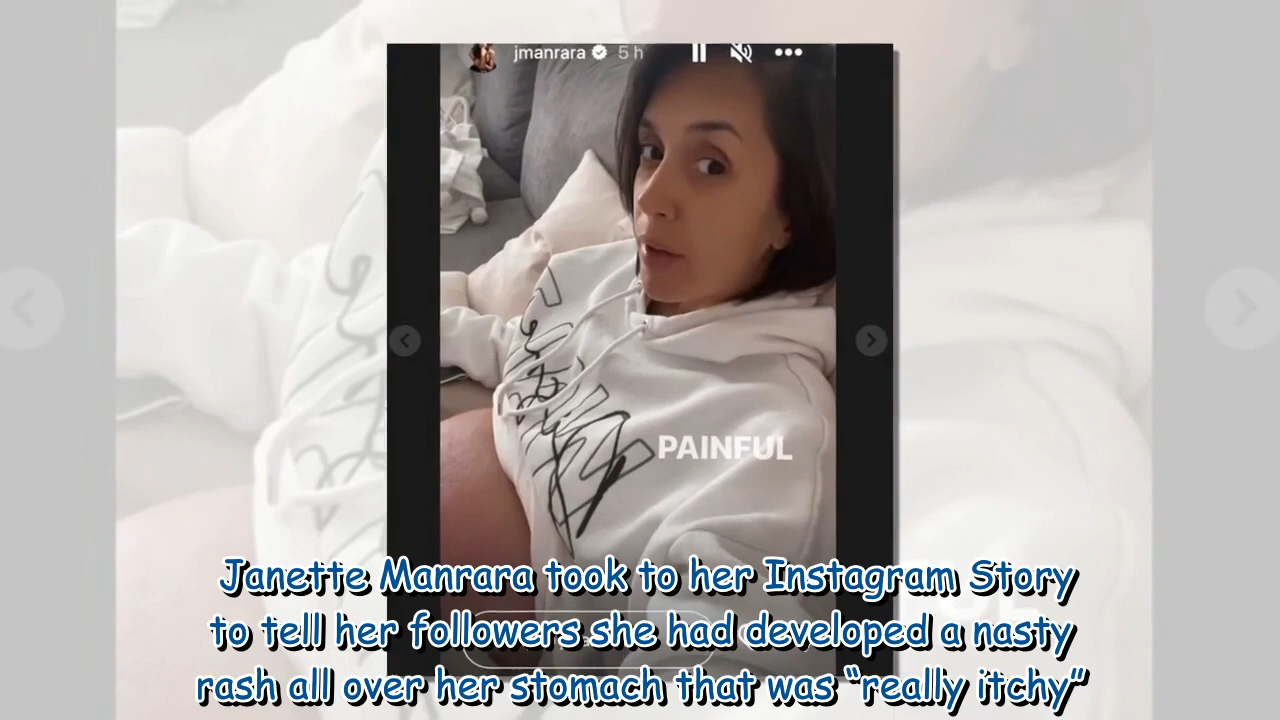 jmanrara 5 h
PAINFUL
Janette Manrara took to her Instagram Story
to tell her followers she had developed a nasty
rash all over her stomach that was “really itchy”